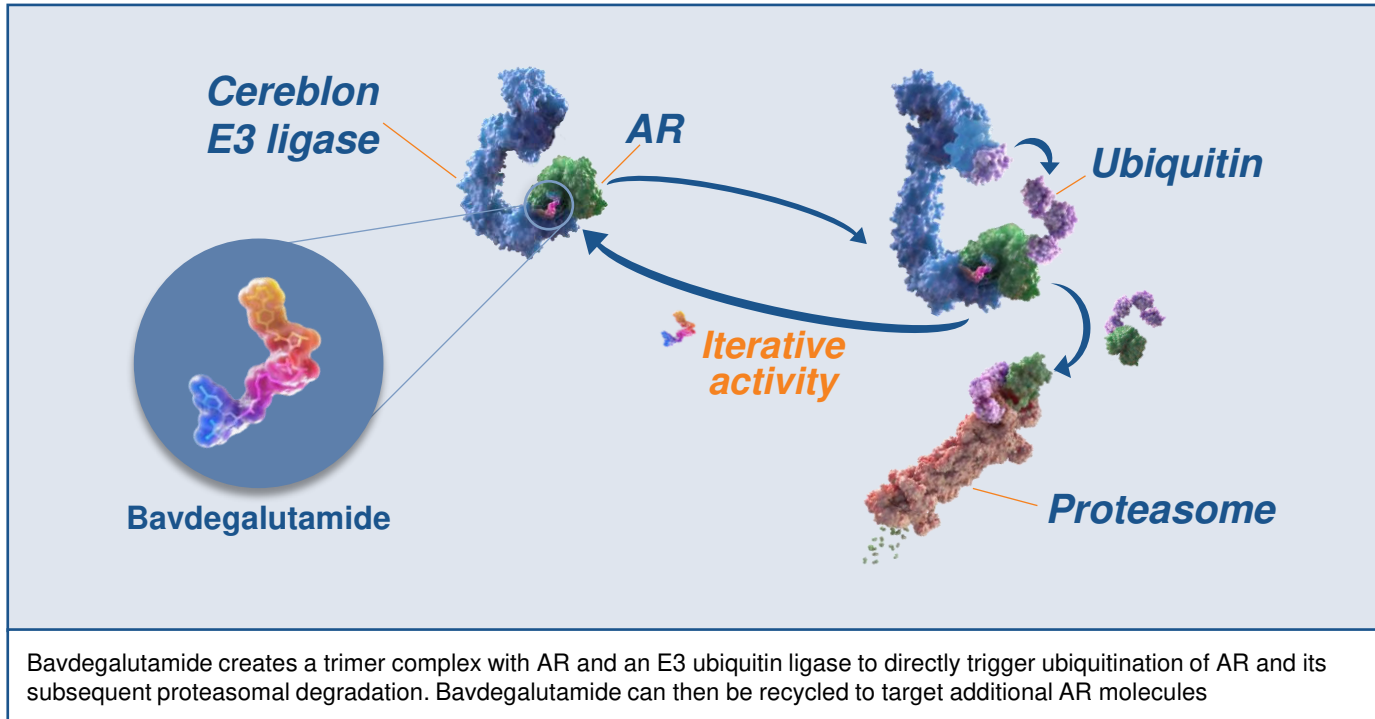 Cereblon
E3 ligase
AR
Ubiquitin
Iterative
activity
Bavdegalutamide
Proteasome
Bavdegalutamide creates a trimer complex with AR and an E3 ubiquitin ligase to directly trigger ubiquitination of AR and its
subsequent proteasomal degradation. Bavdegalutamide can then be recycled to target additional AR molecules